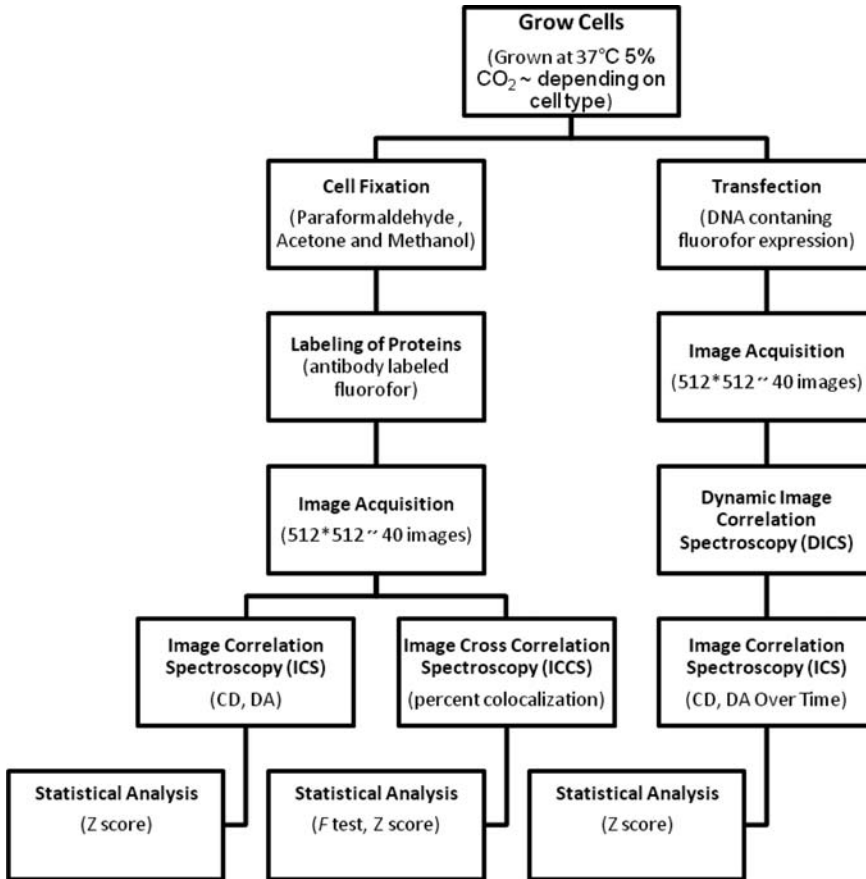 Grow Cells
(Grown at 37°C 5%
CO₂ ~ depending on
cell type)
Cell Fixation
(Paraformaldehyde ,
Acetone and Methanol)
Transfection
(DNA contaning
fluorofor expression)
Labeling of Proteins
(antibody labeled
fluorofor)
Image Acquisition
(512*512 ~ 40 images)
Image Acquisition
(512*512 ~ 40 images)
Dynamic Image
Correlation
Spectroscopy (DICS)
Image Correlation
Spectroscopy (ICS)
(CD, DA)
Image Cross Correlation
Spectroscopy (ICCS)
(percent colocalization)
Image Correlation
Spectroscopy (ICS)
(CD, DA Over Time)
Statistical Analysis
(Z score)
Statistical Analysis
(F test, Z score)
Statistical Analysis
(Z score)